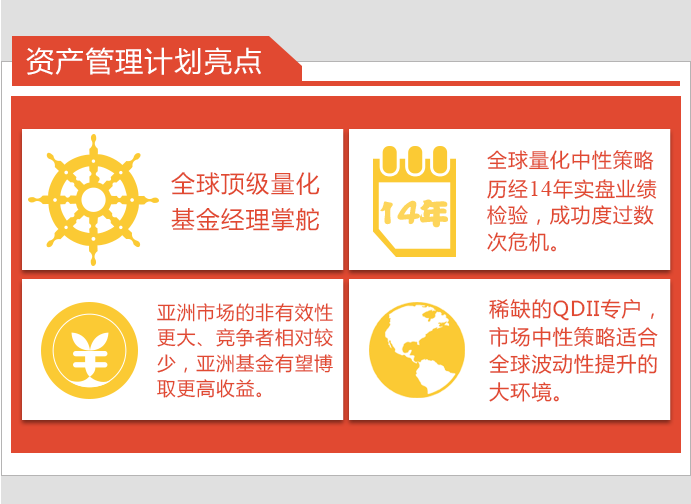 资产管理计划亮点
全球顶级量化
基金经理掌舵
14年
全球量化中性策略
历经14年实盘业绩
检验，成功度过数
次危机。
亚洲市场的非有效性
更大、竞争者相对较
少，亚洲基金有望博
取更高收益。
稀缺的QDII专户，
市场中性策略适合
全球波动性提升的
大环境。